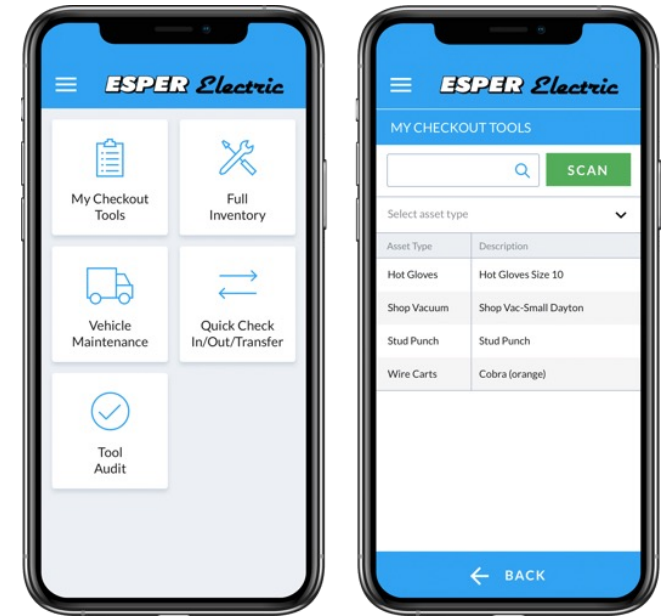 ESPER Electric
My Checkout
Tools
Full
Inventory
Vehicle
Maintenance
Quick Check
In/Out/Transfer
Tool
Audit
ESPER Electric
MY CHECKOUT TOOLS
SCAN
Select asset type
Asset Type Description
Hot Gloves Hot Gloves Size 10
Shop Vacuum Shop Vac-Small Dayton
Stud Punch Stud Punch
Wire Carts Cobra (orange)
BACK